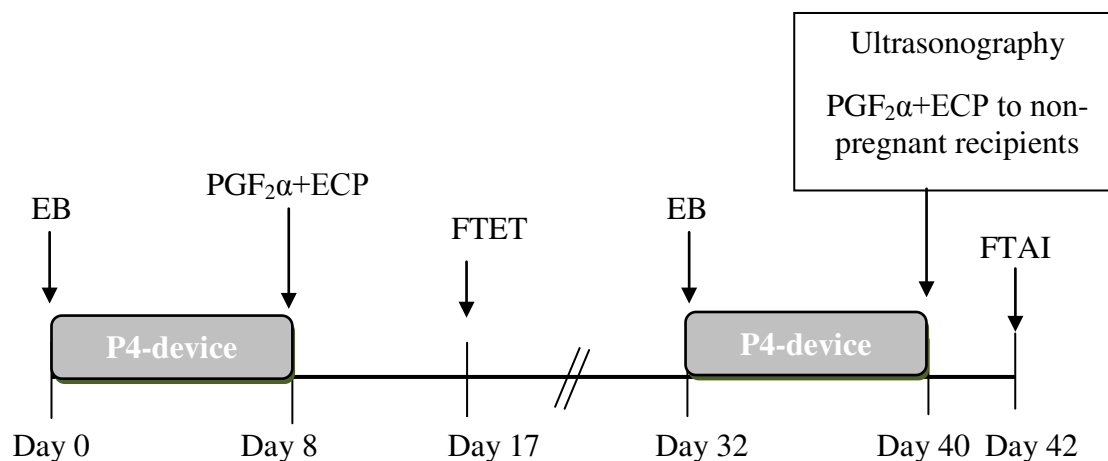 Ultrasonography
PGF₂α+ECP to non-
pregnant recipients
EB
PGF₂α+ECP
FTET
EB
FTAI
P4-device
P4-device
Day 0
Day 8
Day 17
Day 32
Day 40
Day 42